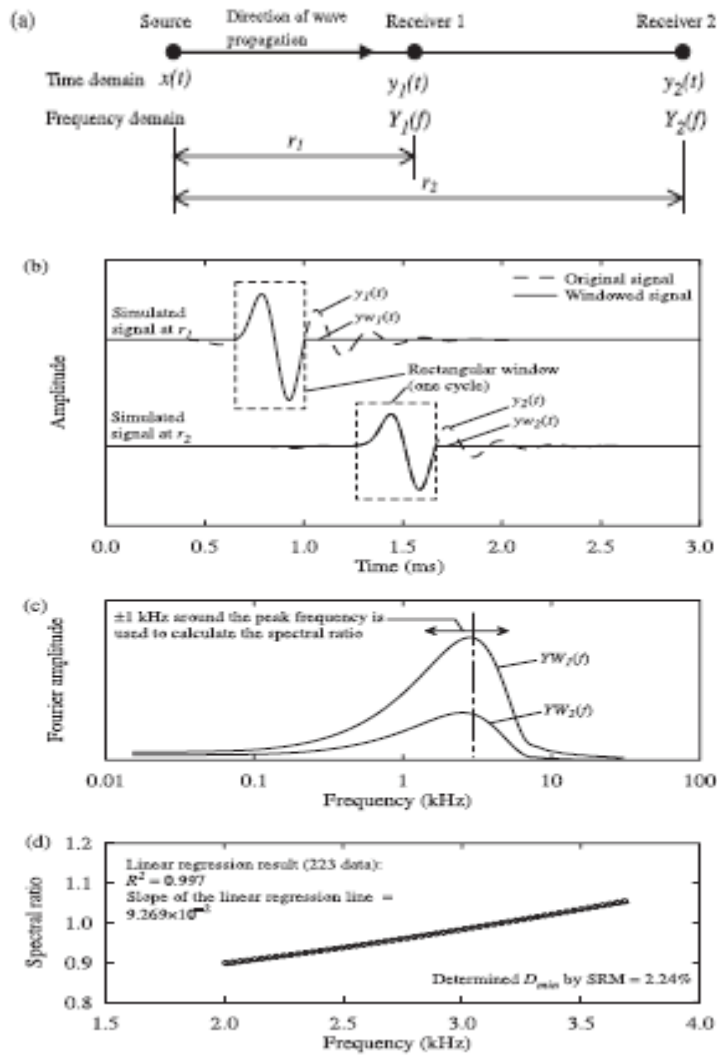 (a)
Source
Direction of wave
propagation
Receiver 1
Receiver 2
Time domain x(t)
y1(t)
y2(t)
Frequency domain
Y1(f)
Y2(f)
r1
r2
(b)
Original signal
Windowed signal
Simulated
signal at r1
y1(t)
yw1(t)
Rectangular window
(one cycle)
Simulated
signal at r2
y2(t)
yw2(t)
Amplitude
0.0 0.5 1.0 1.5 2.0 2.5 3.0
Time (ms)
(c)
±1 kHz around the peak frequency is
used to calculate the spectral ratio
YW1(f)
YW2(f)
Fourier amplitude
0.01 0.1 1 10 100
Frequency (kHz)
(d)
1.2
1.1
1.0
0.9
0.8
Spectral ratio
Linear regression result (223 data):
R² = 0.997
Slope of the linear regression line =
Determined Dmin by SRM = 2.24%
1.5 2.0 2.5 3.0 3.5 4.0
Frequency (kHz)